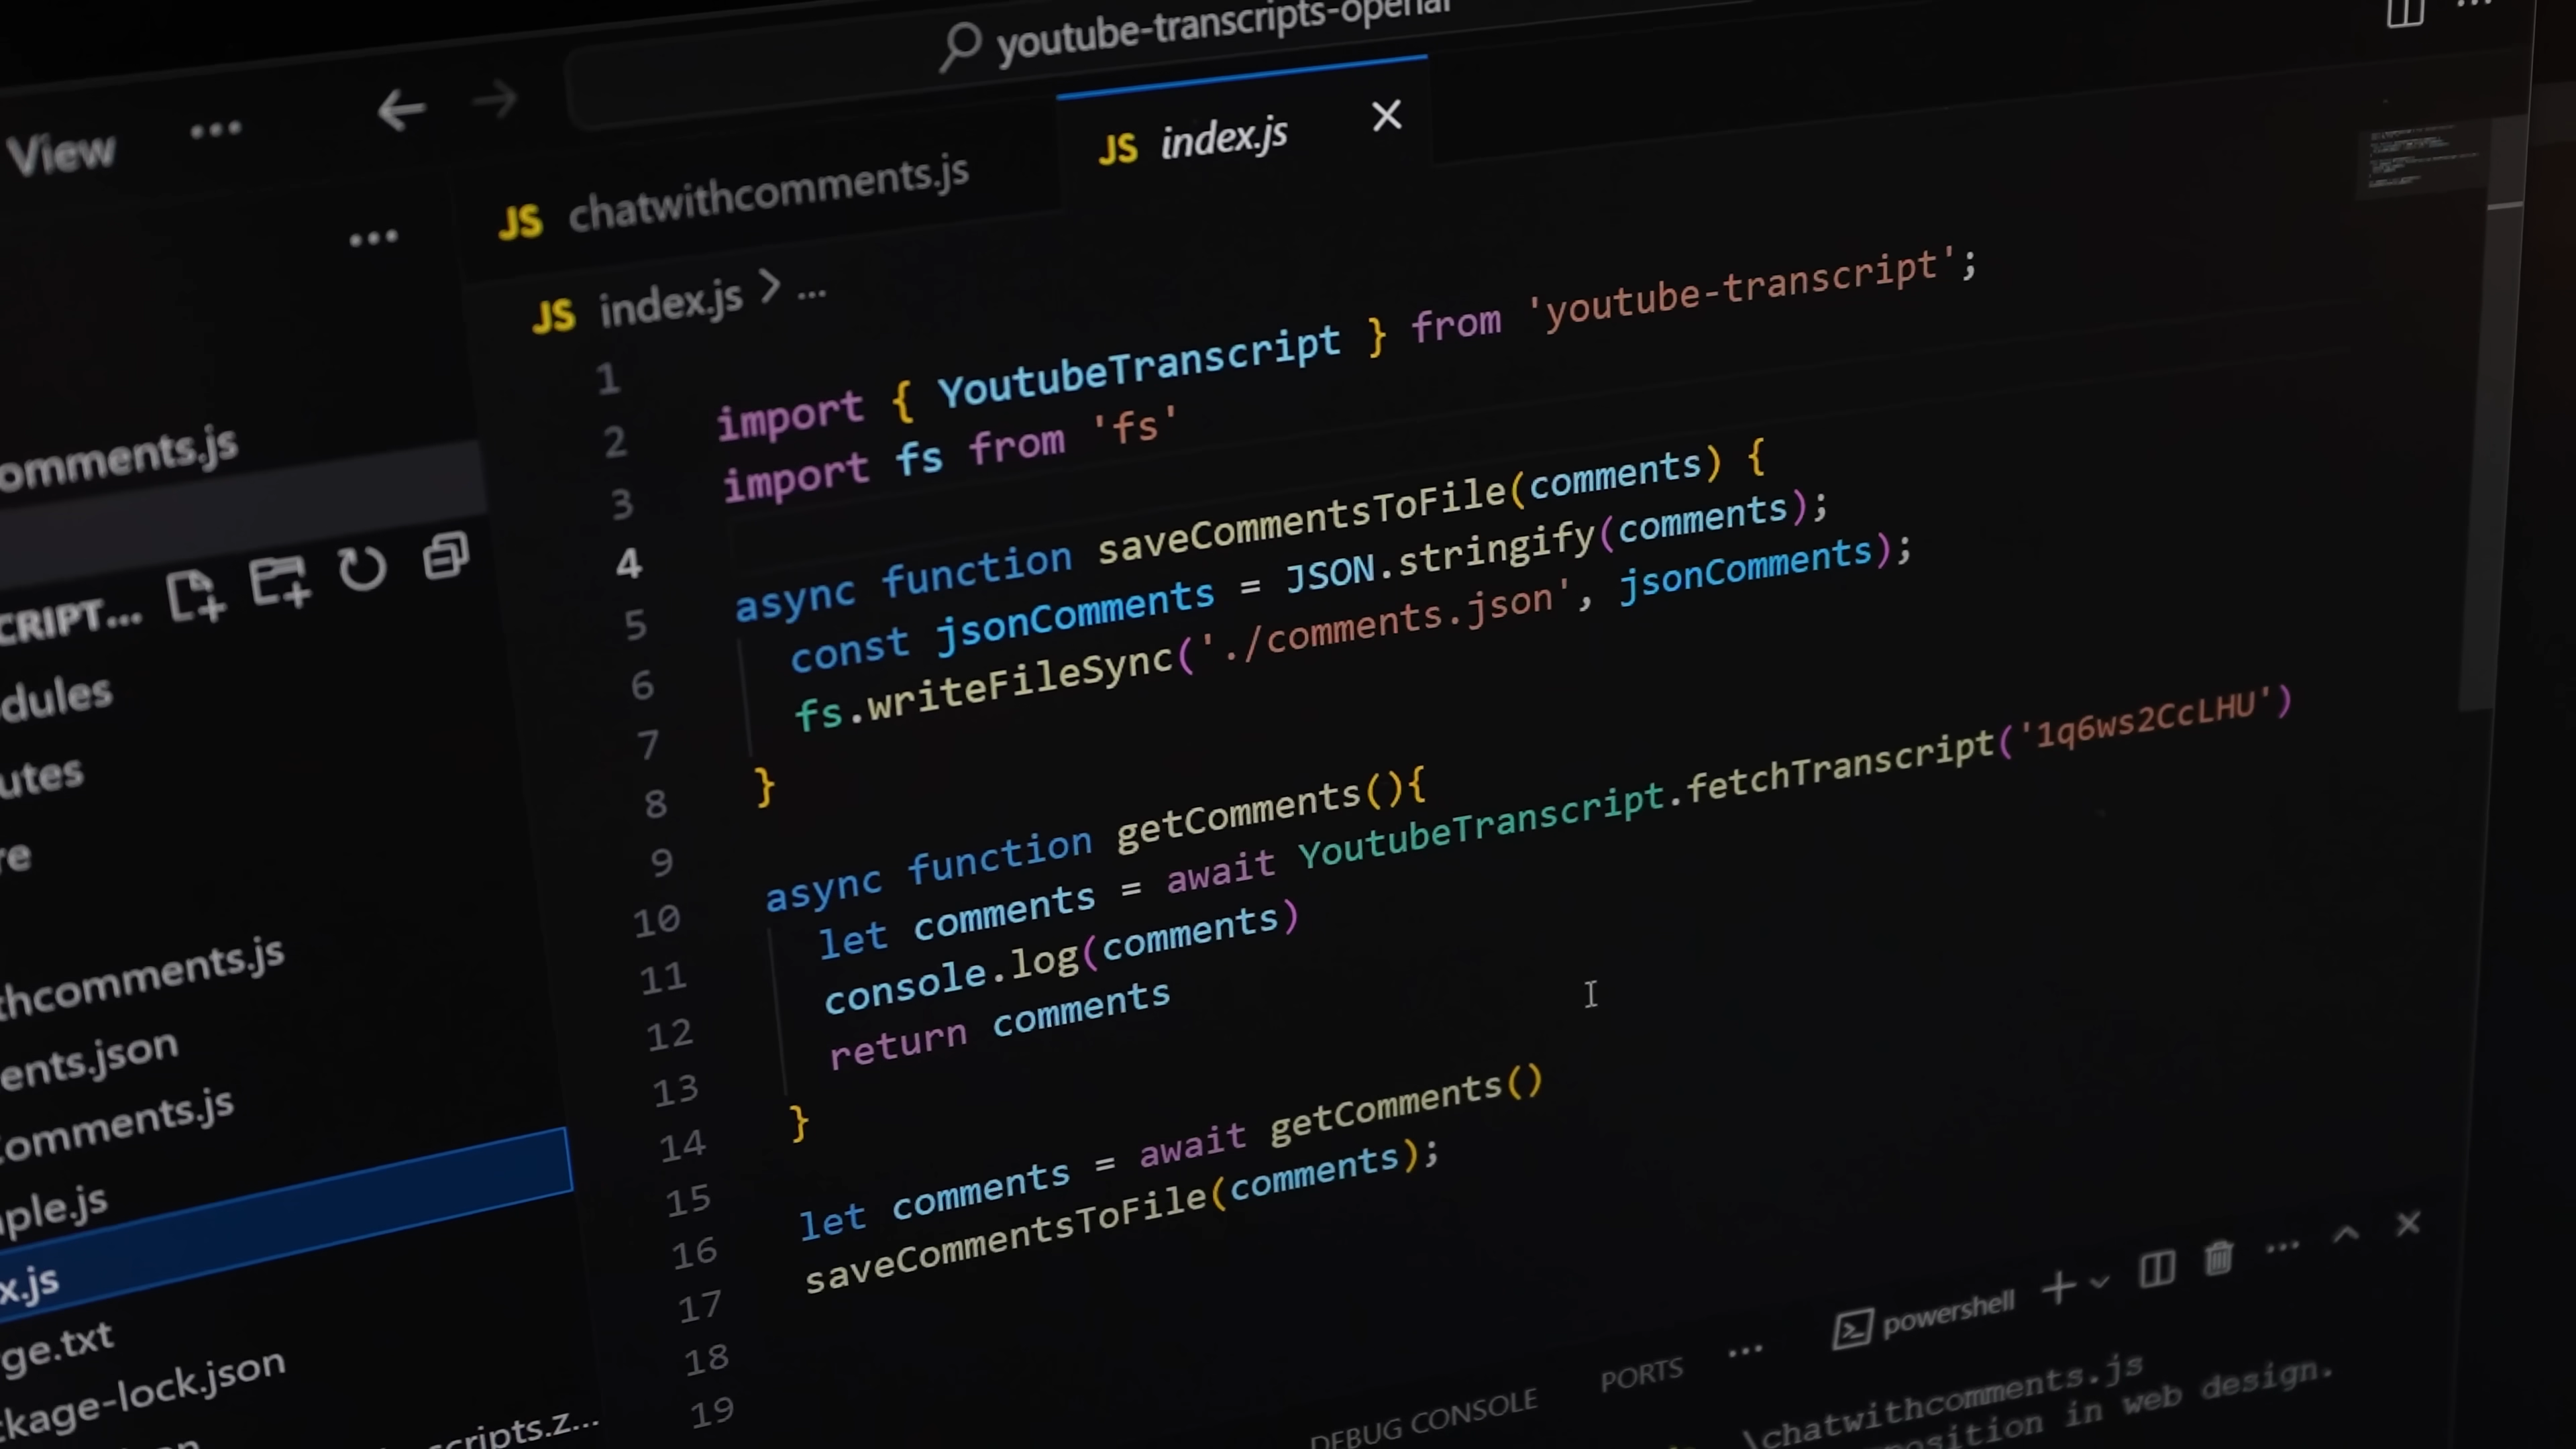 youtube-transcripts-openai
View ...
JS chatwithcomments.js
JS index.js
JS index.js > ...
1
2 import { YoutubeTranscript } from 'youtube-transcript';
3 import fs from 'fs'
4
5 async function saveCommentsToFile(comments) {
6 const jsonComments = JSON.stringify(comments);
7 fs.writeFileSync('./comments.json', jsonComments);
8 }
9
10 async function getComments(){
11 let comments = await YoutubeTranscript.fetchTranscript('1q6ws2CcLHU')
12 console.log(comments)
13 return comments
14 }
15
16 let comments = await getComments()
17 saveCommentsToFile(comments);
18
19
omments.js
CRIPT...
dules
utes
re
thcomments.js
ents.json
comments.js
ple.js
x.js
ge.txt
ckage-lock.json
scripts.z...
DEBUG CONSOLE
PORTS
...
powershell
\chatwithcomments.js
position in web design.